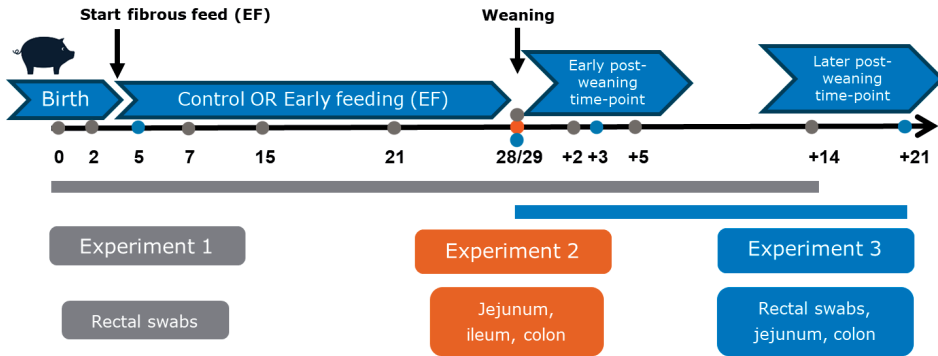 Start fibrous feed (EF)
Weaning
Birth
Control OR Early feeding (EF)
Early post-
weaning
time-point
Later post-
weaning
time-point
0
2
5
7
15
21
28/29
+2
+3
+5
+14
+21
Experiment 1
Experiment 2
Experiment 3
Rectal swabs
Jejunum,
ileum, colon
Rectal swabs,
jejunum, colon